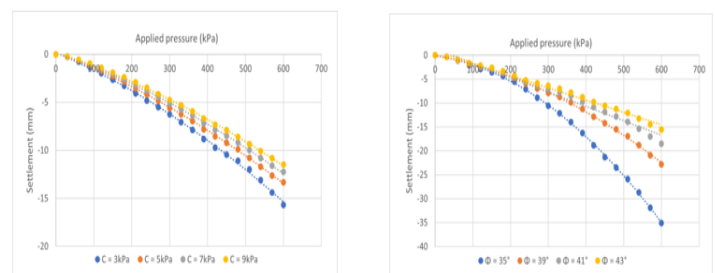 Applied pressure (kPa)
0 100 200 300 400 500 600 700
0
-5
-10
-15
-20
Settlement (mm)
C = 3kPa C = 5kPa C = 7kPa C = 9kPa
Applied pressure (kPa)
0 100 200 300 400 500 600 700
0
-5
-10
-15
-20
-25
-30
-35
-40
Settlement (mm)
Φ = 35° Φ = 39° Φ = 41° Φ = 43°